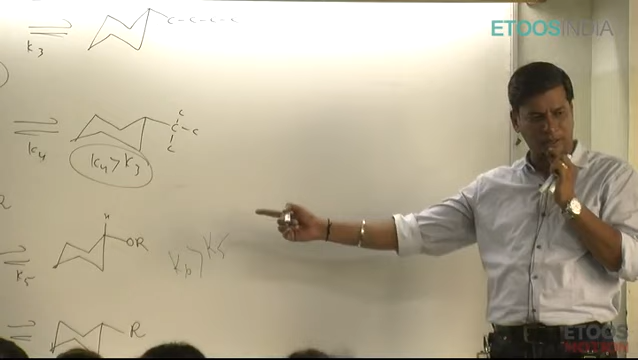 ETOOSINDIA
K3
C-C-C-C
C
C-C
C
K4
K4 > K3
R
H
OR
K5
K6 > K5
R
ETOOS